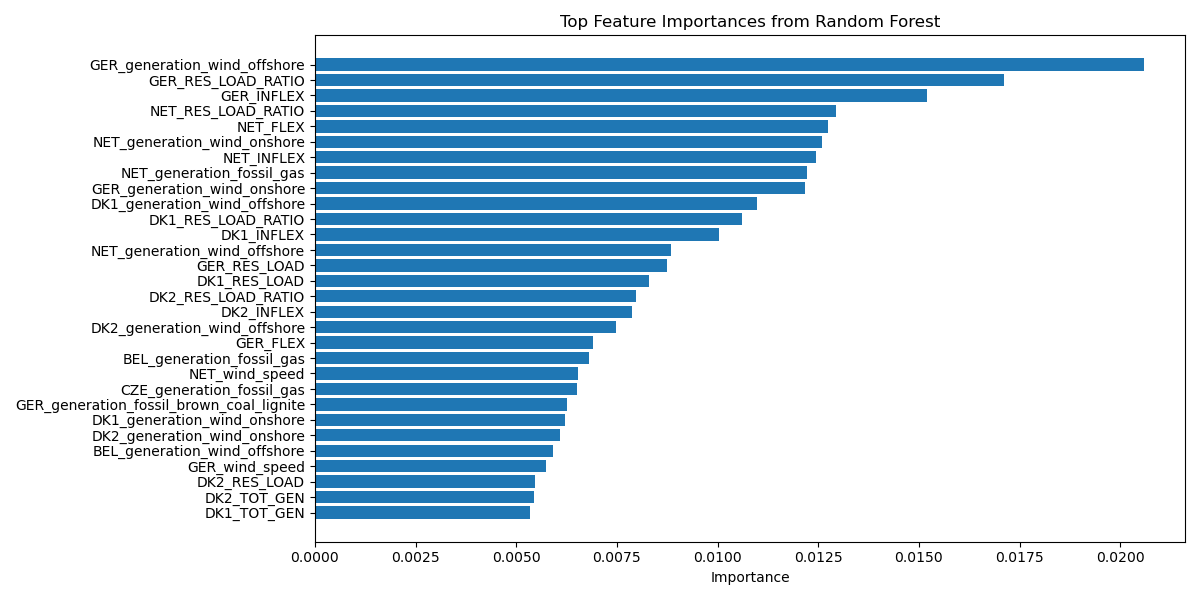 Top Feature Importances from Random Forest
GER_generation_wind_offshore
GER_RES_LOAD_RATIO
GER_INFLEX
NET_RES_LOAD_RATIO
NET_FLEX
NET_generation_wind_onshore
NET_INFLEX
NET_generation_fossil_gas
GER_generation_wind_onshore
DK1_generation_wind_offshore
DK1_RES_LOAD_RATIO
DK1_INFLEX
NET_generation_wind_offshore
GER_RES_LOAD
DK1_RES_LOAD
DK2_RES_LOAD_RATIO
DK2_INFLEX
DK2_generation_wind_offshore
GER_FLEX
BEL_generation_fossil_gas
NET_wind_speed
CZE_generation_fossil_gas
GER_generation_fossil_brown_coal_lignite
DK1_generation_wind_onshore
DK2_generation_wind_onshore
BEL_generation_wind_offshore
GER_wind_speed
DK2_RES_LOAD
DK2_TOT_GEN
DK1_TOT_GEN
0.0000 0.0025 0.0050 0.0075 0.0100 0.0125 0.0150 0.0175 0.0200
Importance